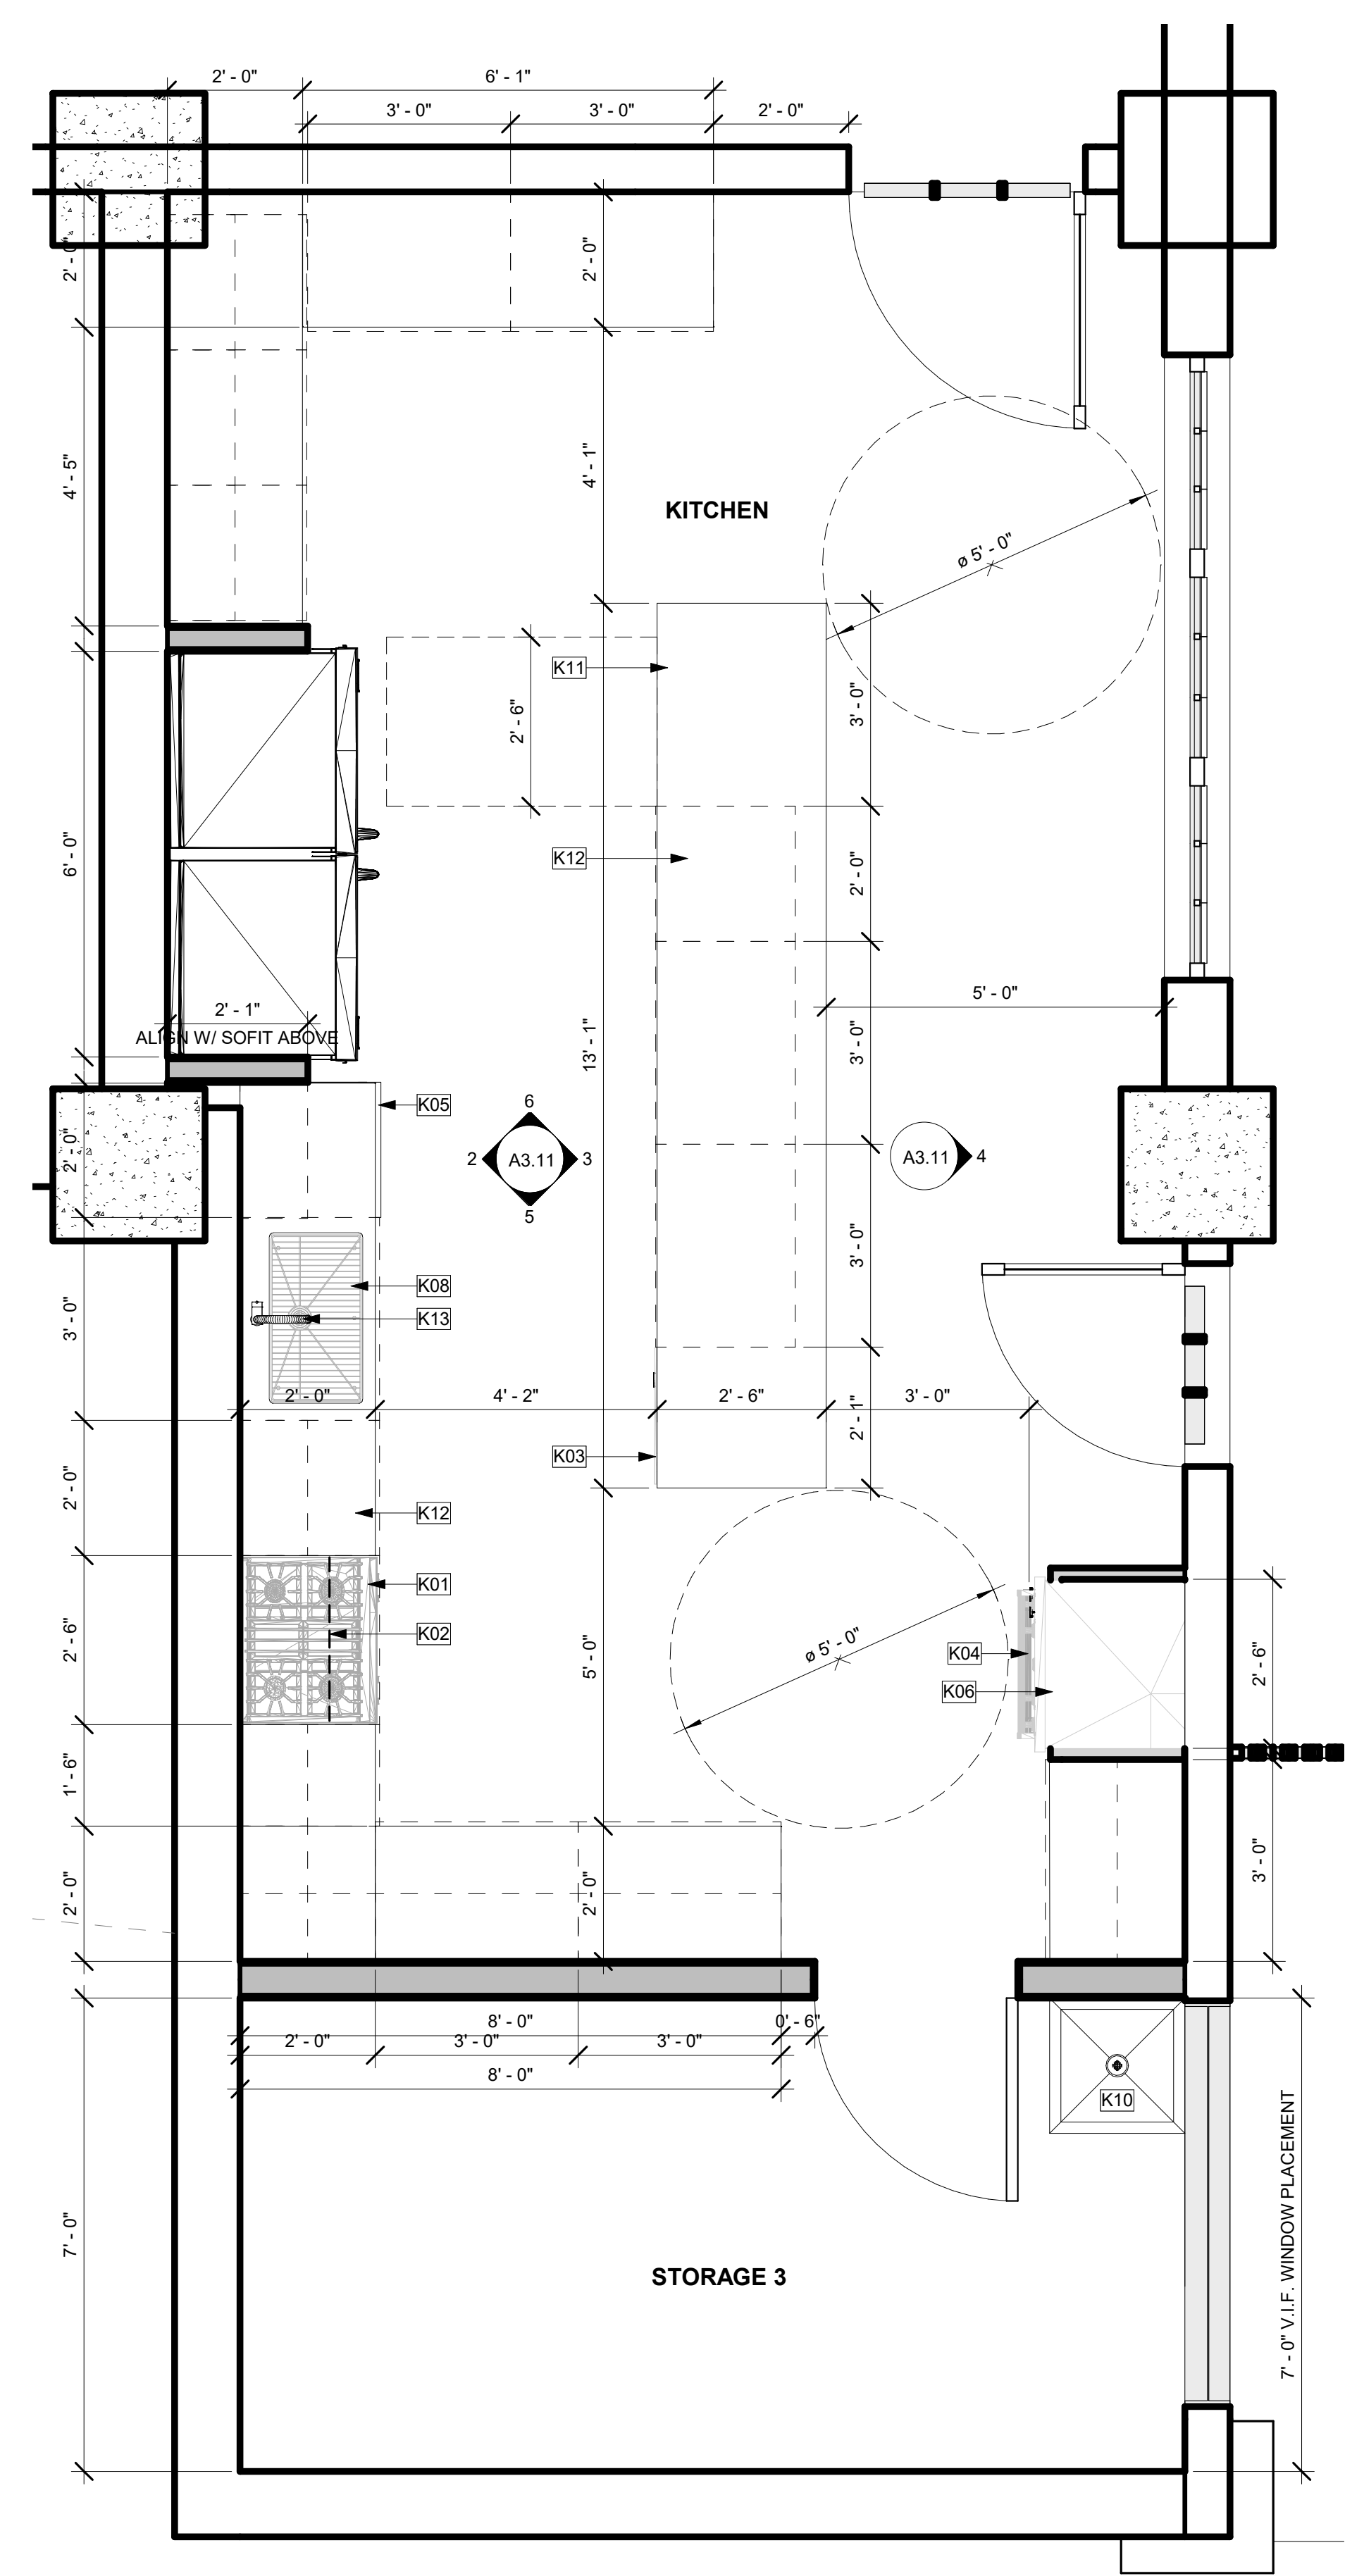 2' - 0"
6' - 1"
3' - 0"
3' - 0"
2' - 0"
2' - 0"
2' - 0"
4' - 5"
4' - 1"
KITCHEN
ø 5' - 0"
K11
2' - 6"
3' - 0"
K12
2' - 0"
6' - 0"
2' - 1"
ALIGN W/ SOFIT ABOVE
5' - 0"
13' - 1"
3' - 0"
K05
6
2
A3.11
3
5
A3.11
4
2' - 0"
K08
K13
3' - 0"
3' - 0"
2' - 0"
4' - 2"
2' - 6"
3' - 0"
2' - 1"
K03
2' - 0"
K12
K01
K02
2' - 6"
5' - 0"
ø 5' - 0"
K04
K06
2' - 6"
1' - 6"
2' - 0"
2' - 0"
3' - 0"
8' - 0"
0' - 6"
2' - 0"
3' - 0"
3' - 0"
8' - 0"
K10
7' - 0"
7' - 0" V.I.F. WINDOW PLACEMENT
STORAGE 3